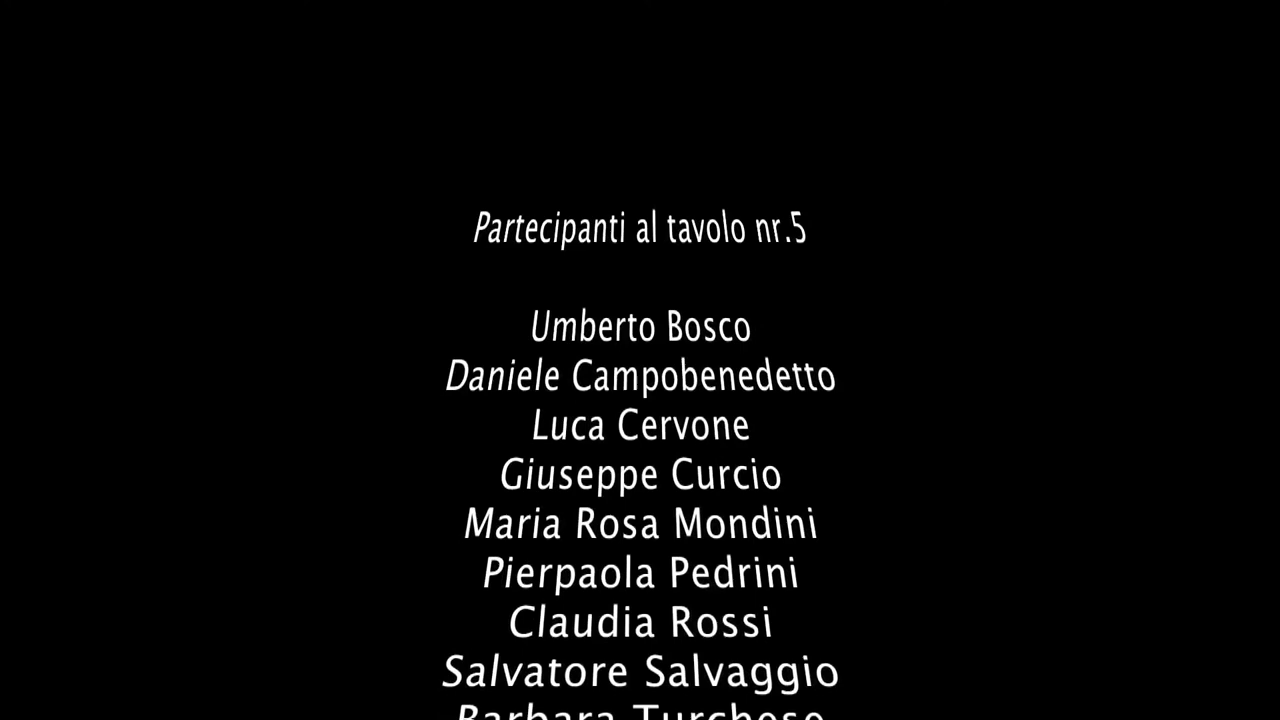 Partecipanti al tavolo nr.5
Umberto Bosco
Daniele Campobenedetto
Luca Cervone
Giuseppe Curcio
Maria Rosa Mondini
Pierpaola Pedrini
Claudia Rossi
Salvatore Salvaggio
Barbara